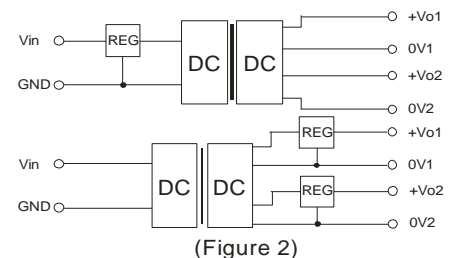 +Vo1
Vin REG
DC DC 0V1
+Vo2
GND
0V2
REG +Vo1
Vin 0V1
DC DC REG +Vo2
GND
0V2
(Figure 2)